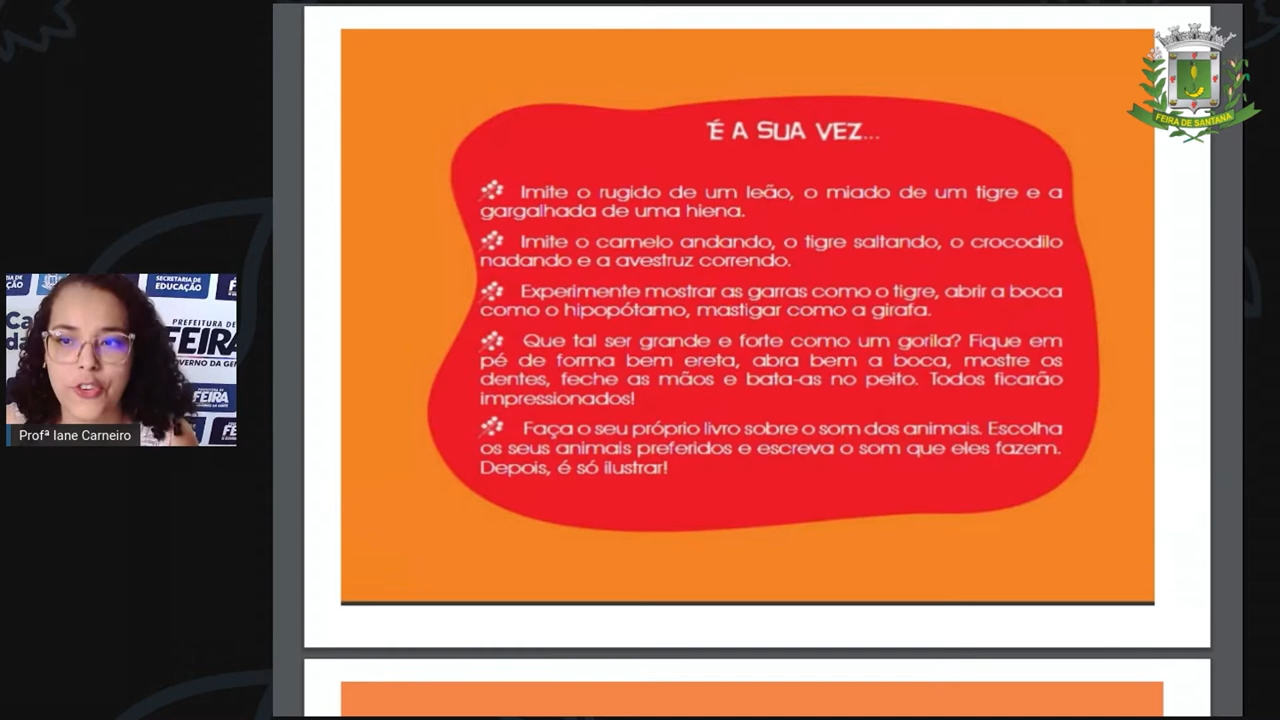 É A SUA VEZ...
Imite o rugido de um leão, o miado de um tigre e a
gargalhada de uma hiena.
Imite o camelo andando, o tigre saltando, o crocodilo
nadando e a avestruz correndo.
Experimente mostrar as garras como o tigre, abrir a boca
como o hipopótamo, mastigar como a girafa.
Que tal ser grande e forte como um gorila? Fique em
pé de forma bem ereta, abra bem a boca, mostre os
dentes, feche as mãos e bata-as no peito. Todos ficarão
impressionados!
Faça o seu próprio livro sobre o som dos animais. Escolha
os seus animais preferidos e escreva o som que eles fazem.
Depois, é só ilustrar!
FEIRA DE SANTANA
SECRETARIA DE
EDUCAÇÃO
PREFEITURA DE
FEIRA
Profª Iane Carneiro